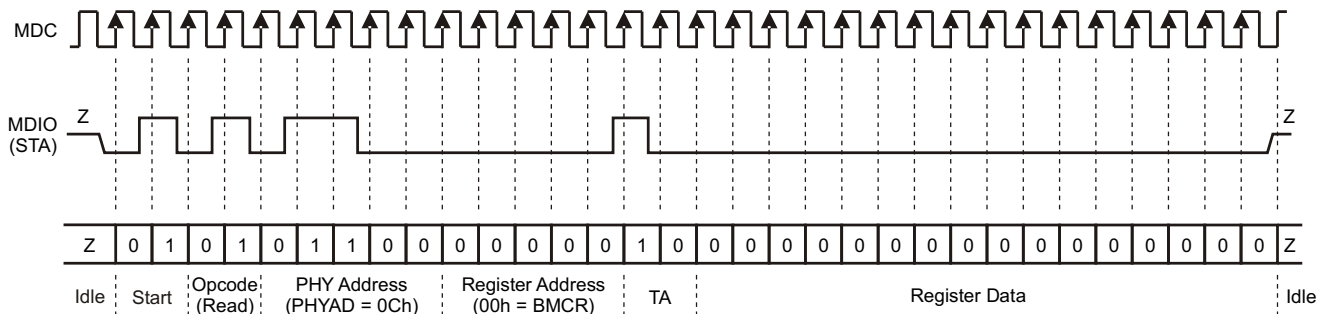 MDC
Z
Z
MDIO
(STA)
Z 0 1 0 1 0 1 1 0 0 0 0 0 0 0 1 0 0 0 0 0 0 0 0 0 0 0 0 0 0 0 0 0 Z
Idle Start Opcode (Read) PHY Address (PHYAD = 0Ch) Register Address (00h = BMCR) TA Register Data Idle